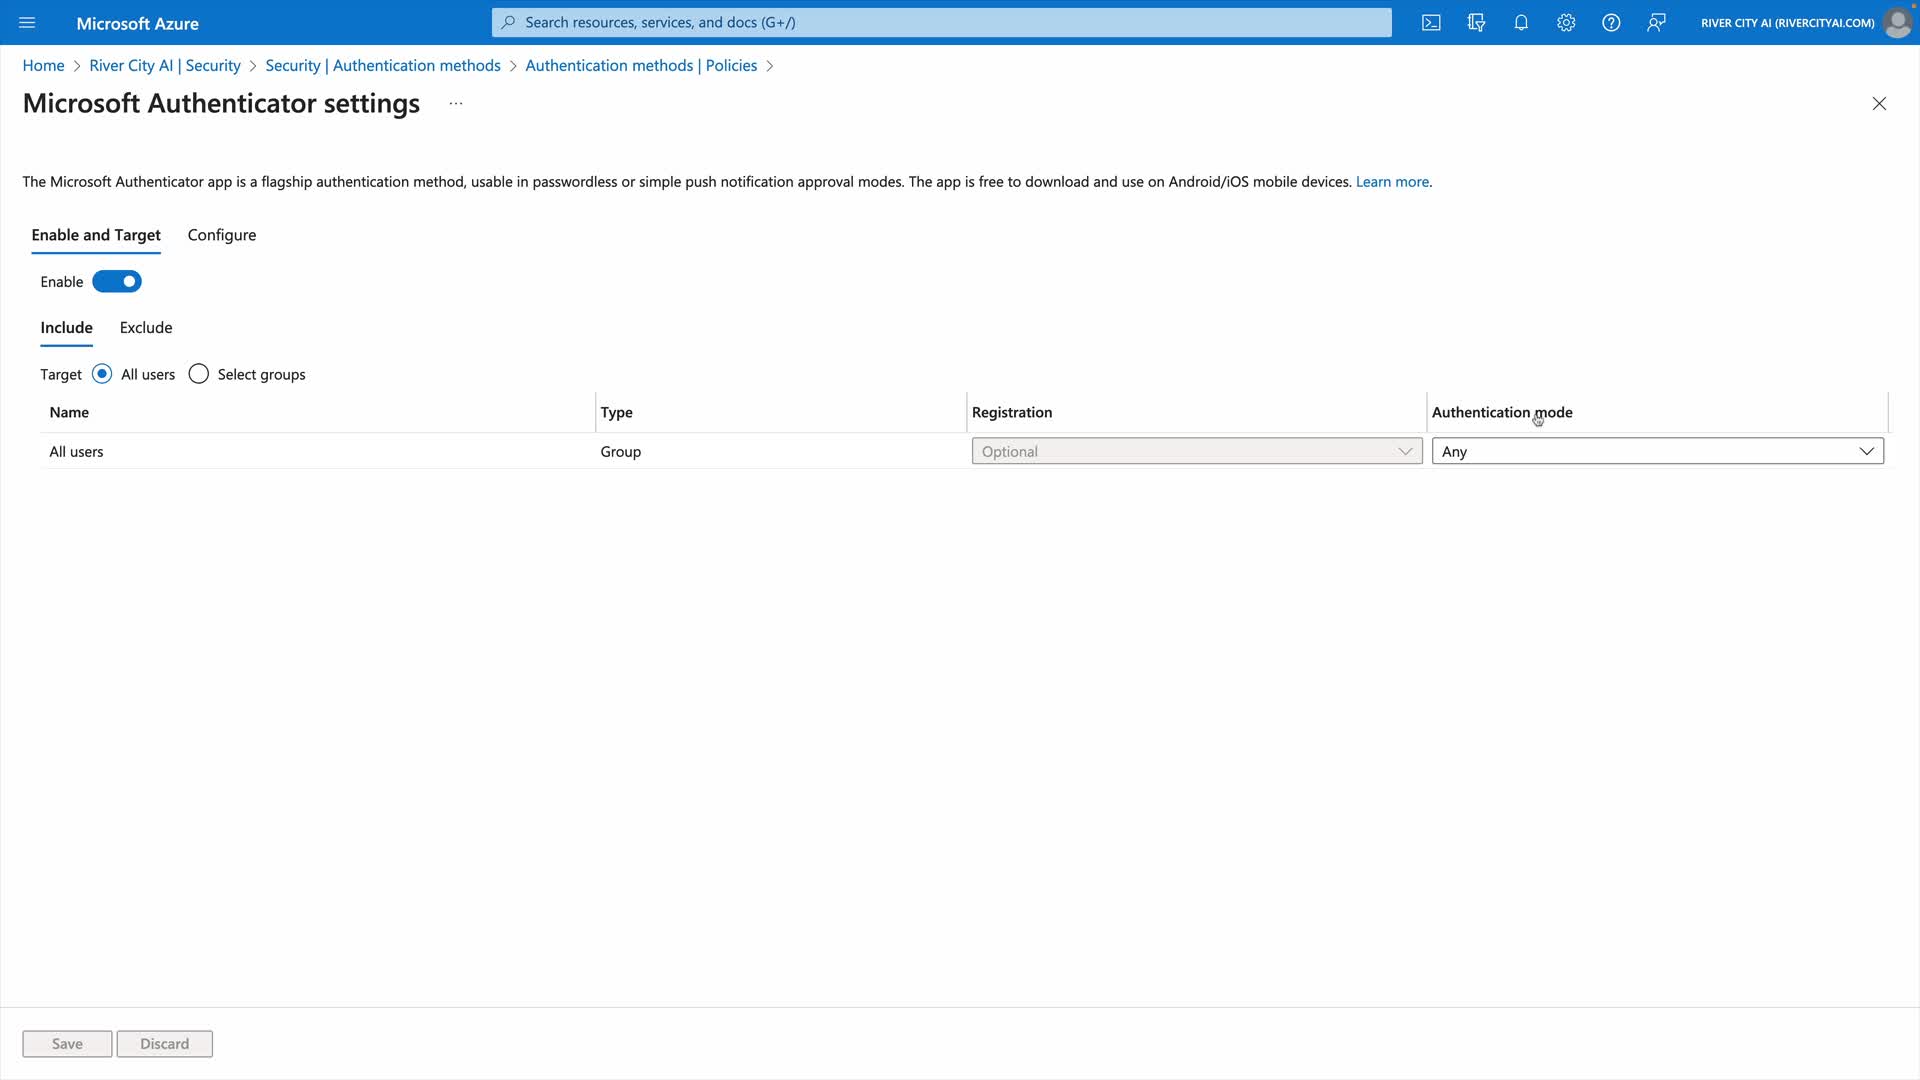 Microsoft Azure
Search resources, services, and docs (G+/)
RIVER CITY AI (RIVERCITYAI.COM)
Home > River City AI | Security > Security | Authentication methods > Authentication methods | Policies >
Microsoft Authenticator settings ...
The Microsoft Authenticator app is a flagship authentication method, usable in passwordless or simple push notification approval modes. The app is free to download and use on Android/iOS mobile devices. Learn more.
Enable and Target Configure
Enable
Include Exclude
Target All users Select groups
Name Type Registration Authentication mode
All users Group Optional Any
Save Discard